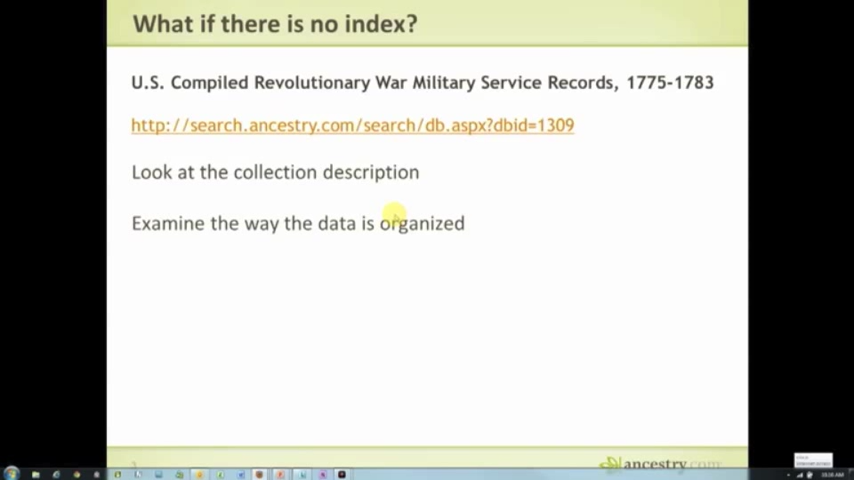 What if there is no index?
U.S. Compiled Revolutionary War Military Service Records, 1775-1783
http://search.ancestry.com/search/db.aspx?dbid=1309
Look at the collection description
Examine the way the data is organized
ancestry.com